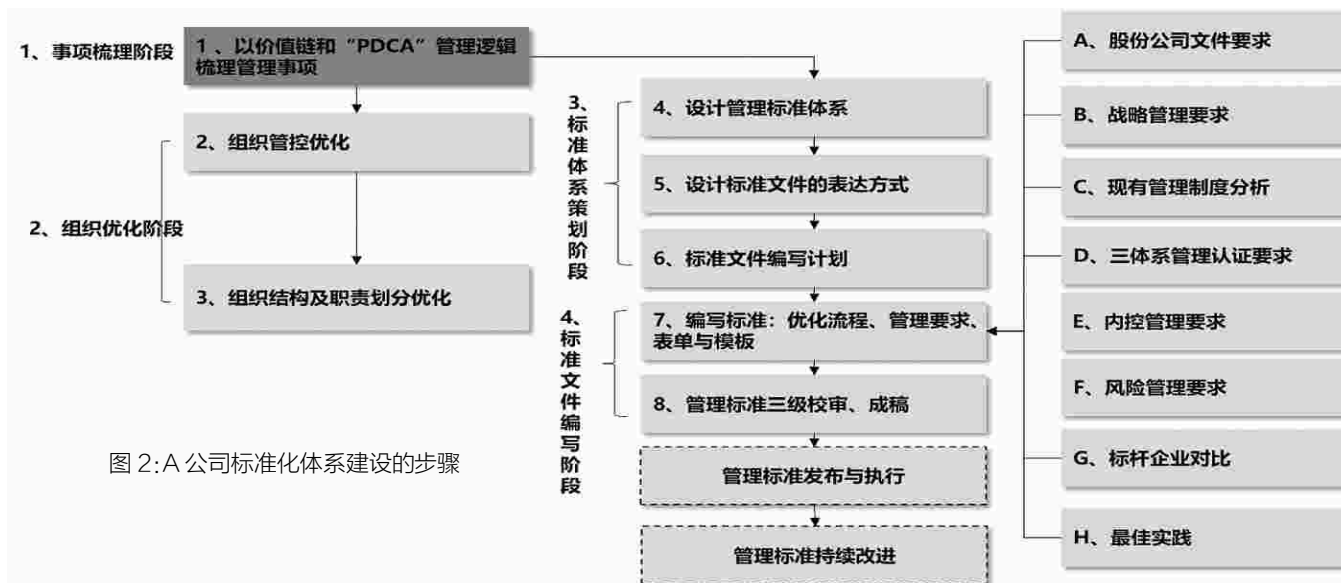 1、事项梳理阶段
1 、以价值链和“PDCA”管理逻辑
梳理管理事项
2、组织优化阶段
2、组织管控优化
3、组织结构及职责划分优化
3、标准体系策划阶段
4、设计管理标准体系
5、设计标准文件的表达方式
6、标准文件编写计划
4、标准文件编写阶段
7、编写标准：优化流程、管理要求、
表单与模板
8、管理标准三级校审、成稿
管理标准发布与执行
管理标准持续改进
A、股份公司文件要求
B、战略管理要求
C、现有管理制度分析
D、三体系管理认证要求
E、内控管理要求
F、风险管理要求
G、标杆企业对比
H、最佳实践
图2:A公司标准化体系建设的步骤